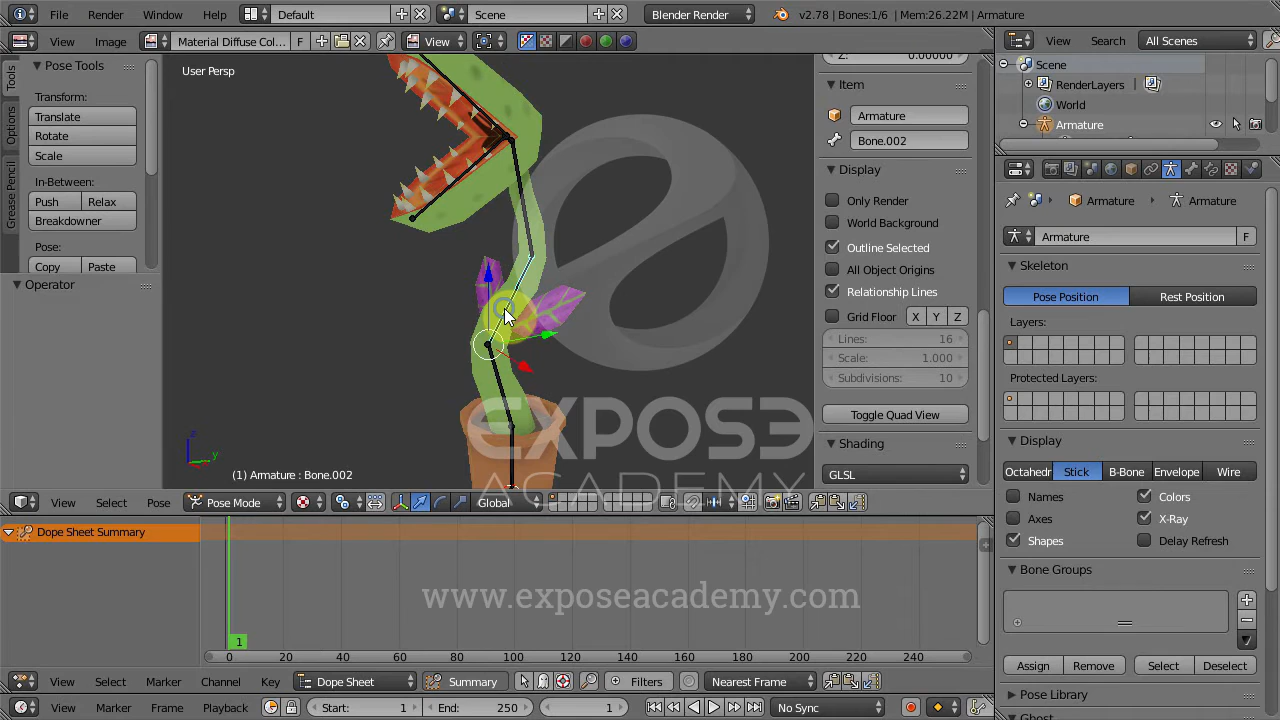 File Render Window Help Default Scene Blender Render v2.78 | Bones:1/6 | Mem:26.22M | Armature
View Image Material Diffuse Col... F View
View Search All Scenes
Scene
RenderLayers
World
Armature
Tools
Options
Grease Pencil
Pose Tools
Transform:
Translate
Rotate
Scale
In-Between:
Push Relax
Breakdowner
Pose:
Copy Paste
Operator
User Persp
(1) Armature : Bone.002
Z: 0.00000
Item
Armature
Bone.002
Display
Only Render
World Background
Outline Selected
All Object Origins
Relationship Lines
Grid Floor X Y Z
Lines: 16
Scale: 1.000
Subdivisions: 10
Toggle Quad View
Shading
GLSL
Armature Armature
Armature F
Skeleton
Pose Position Rest Position
Layers:
Protected Layers:
Display
Octahedr Stick B-Bone Envelope Wire
Names Colors
Axes X-Ray
Shapes Delay Refresh
Bone Groups
Assign Remove Select Deselect
Pose Library
Ghost
EXPOSE
ACADEMY
z
y
View Select Pose Pose Mode Global
Dope Sheet Summary
www.exposeacademy.com
1
0 20 40 60 80 100 120 140 160 180 200 220 240
View Select Marker Channel Key Dope Sheet Summary Filters Nearest Frame
View Marker Frame Playback Start: 1 End: 250 1 No Sync